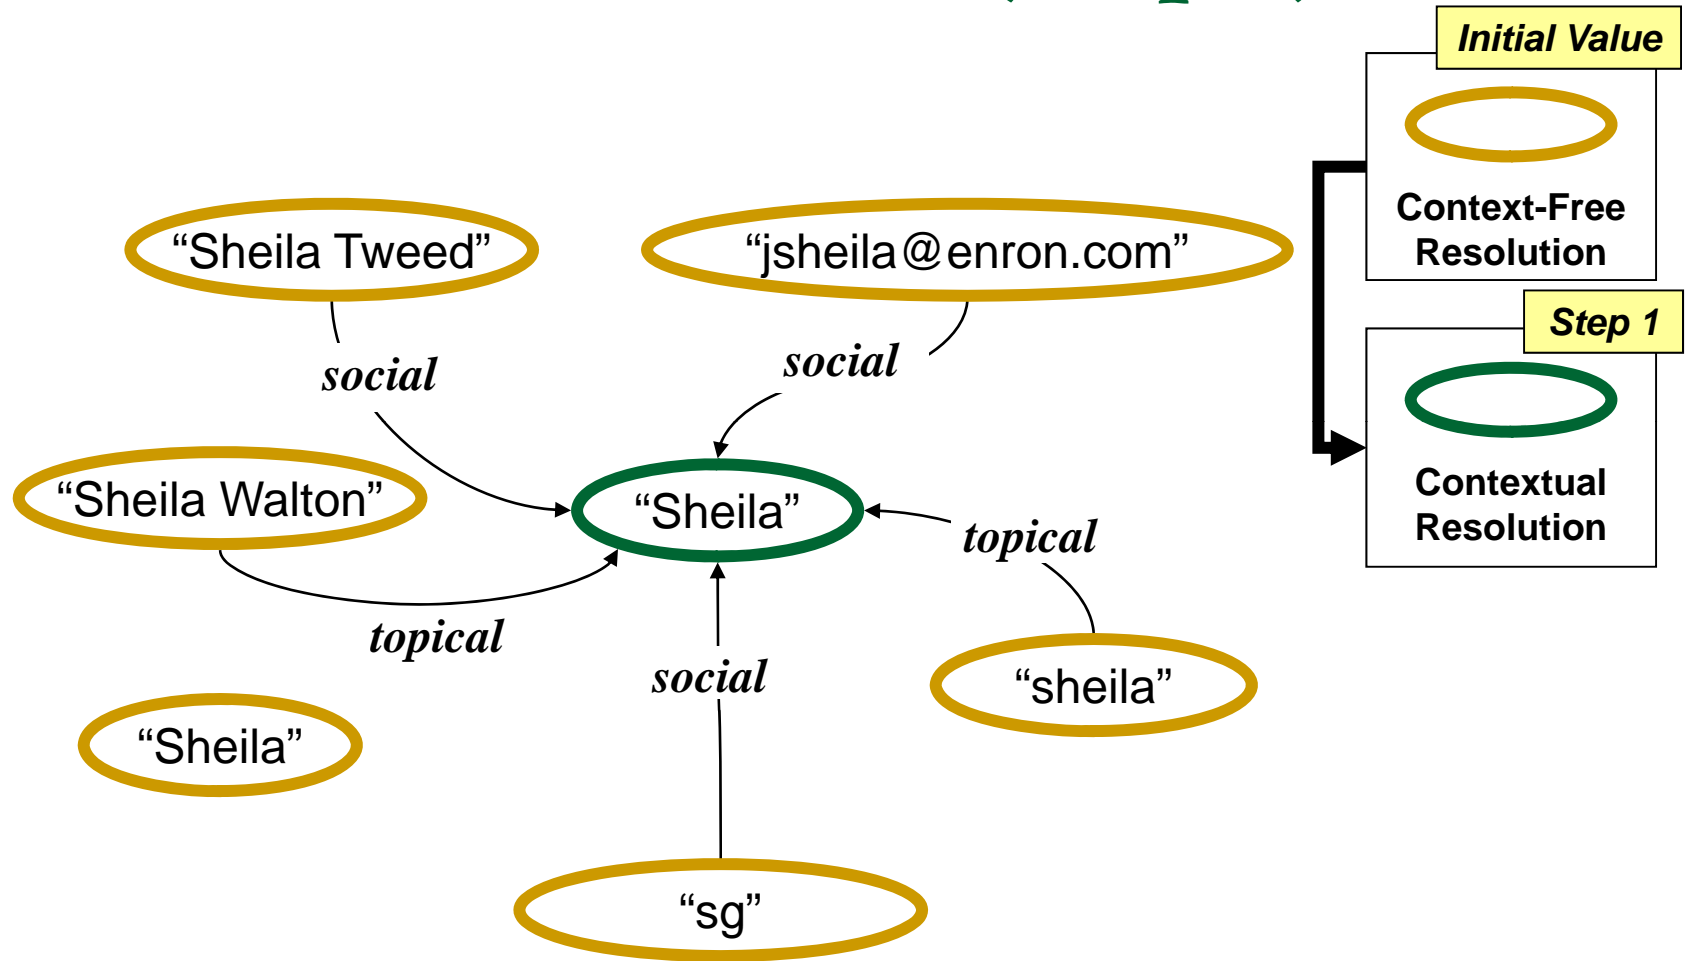 Initial Value
Context-Free
Resolution
“Sheila Tweed”
“jsheila@enron.com”
Step 1
social
social
“Sheila Walton”
“Sheila”
Contextual
Resolution
topical
topical
social
“sheila”
“Sheila”
“sg”